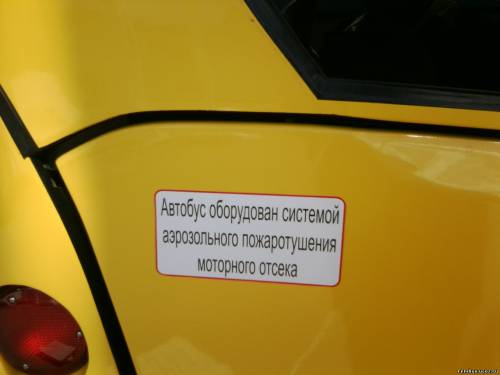 Автобус оборудован системой
аэрозольного пожаротушения
моторного отсека